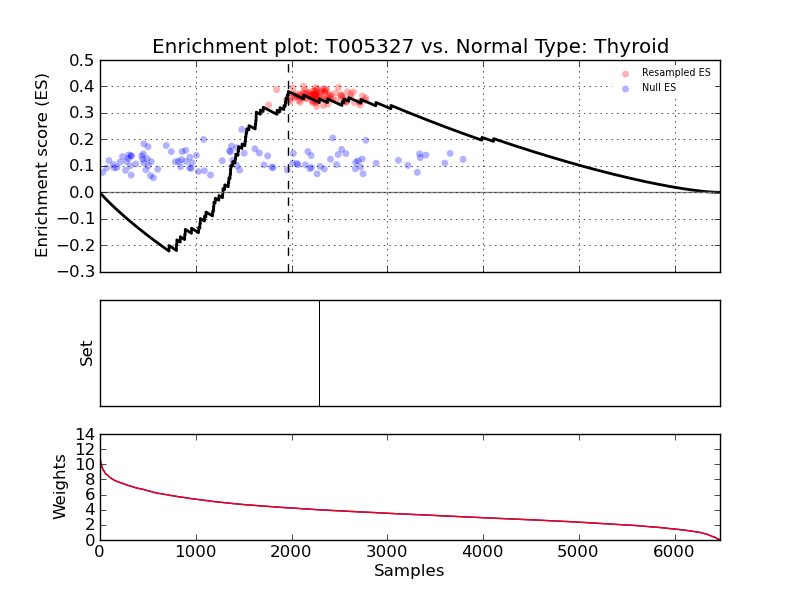 Enrichment plot: T005327 vs. Normal Type: Thyroid
Enrichment score (ES)
0.5
0.4
0.3
0.2
0.1
0.0
−0.1
−0.2
−0.3
Resampled ES
Null ES
Set
Weights
14
12
10
8
6
4
2
0
0 1000 2000 3000 4000 5000 6000
Samples